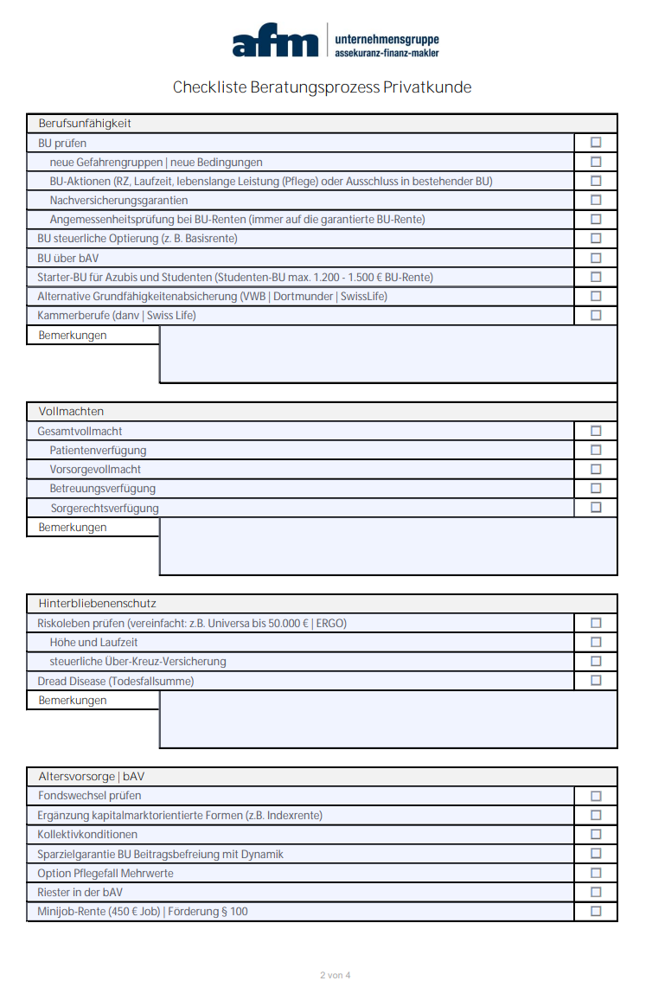 afm unternehmensgruppe
assekuranz-finanz-makler
Checkliste Beratungsprozess Privatkunde
Berufsunfähigkeit
BU prüfen
neue Gefahrengruppen | neue Bedingungen
BU-Aktionen (RZ, Laufzeit, lebenslange Leistung (Pflege) oder Ausschluss in bestehender BU)
Nachversicherungsgarantien
Angemessenheitsprüfung bei BU-Renten (immer auf die garantierte BU-Rente)
BU steuerliche Optierung (z. B. Basisrente)
BU über bAV
Starter-BU für Azubis und Studenten (Studenten-BU max. 1.200 - 1.500 € BU-Rente)
Alternative Grundfähigkeitenabsicherung (VWB | Dortmunder | SwissLife)
Kammerberufe (danv | Swiss Life)
Bemerkungen
Vollmachten
Gesamtvollmacht
Patientenverfügung
Vorsorgevollmacht
Betreuungsverfügung
Sorgerechtsverfügung
Bemerkungen
Hinterbliebenenschutz
Riskoleben prüfen (vereinfacht: z.B. Universa bis 50.000 € | ERGO)
Höhe und Laufzeit
steuerliche Über-Kreuz-Versicherung
Dread Disease (Todesfallsumme)
Bemerkungen
Altersvorsorge | bAV
Fondswechsel prüfen
Ergänzung kapitalmarktorientierte Formen (z.B. Indexrente)
Kollektivkonditionen
Sparzielgarantie BU Beitragsbefreiung mit Dynamik
Option Pflegefall Mehrwerte
Riester in der bAV
Minijob-Rente (450 € Job) | Förderung § 100
2 von 4